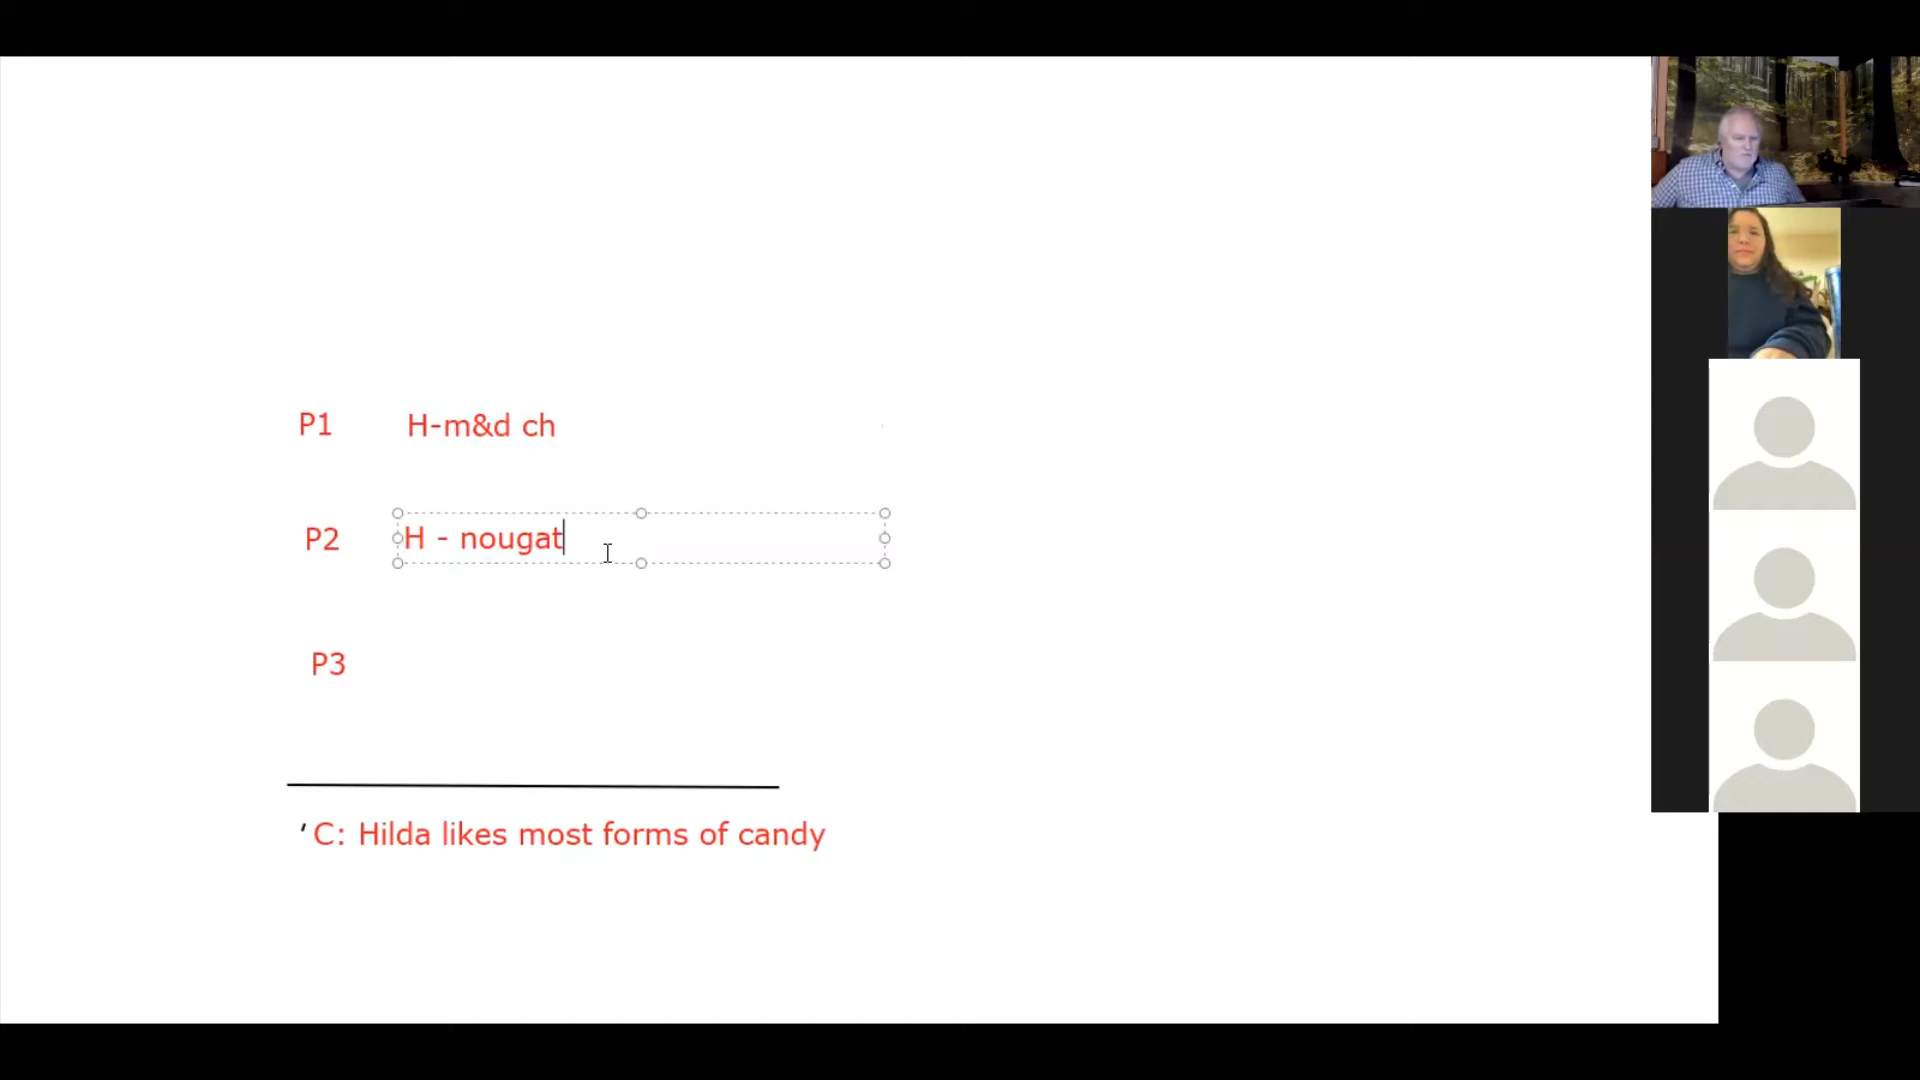 P1 H-m&d ch
P2 H - nougat
P3
C: Hilda likes most forms of candy